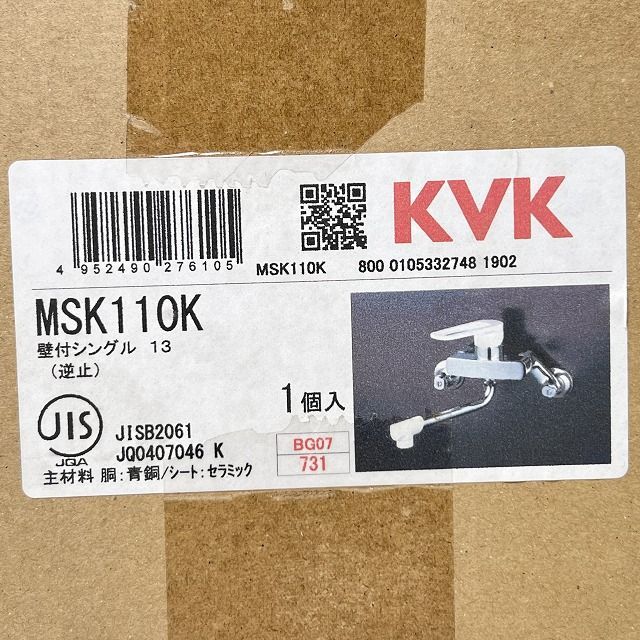 KVK
4 952490 276105
MSK110K 800 0105332748 1902
MSK110K
壁付シングル 13
(逆止)
1個入
JIS
JQA
JISB2061
JQ0407046 K
BG07
731
主材料 胴:青銅/シート:セラミック